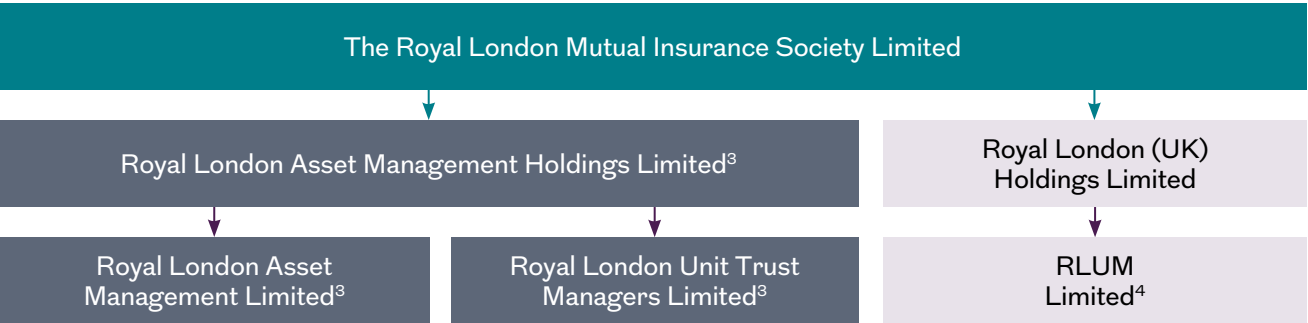 The Royal London Mutual Insurance Society Limited
Royal London Asset Management Holdings Limited³
Royal London (UK)
Holdings Limited
Royal London Asset
Management Limited³
Royal London Unit Trust
Managers Limited³
RLUM
Limited⁴